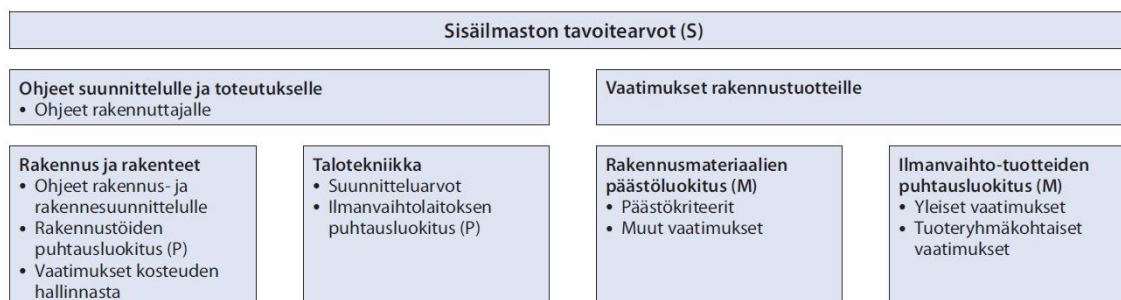 Sisäilmaston tavoitearvot (S)
Ohjeet suunnittelulle ja toteutukselle
• Ohjeet rakennuttajalle
Vaatimukset rakennustuotteille
Rakennus ja rakenteet
• Ohjeet rakennus- ja
rakennesuunnittelulle
• Rakennustöiden
puhtausluokitus (P)
• Vaatimukset kosteuden
hallinnasta
Talotekniikka
• Suunnitteluarvot
• Ilmanvaihtolaitoksen
puhtausluokitus (P)
Rakennusmateriaalien
päästöluokitus (M)
• Päästökriteerit
• Muut vaatimukset
Ilmanvaihto-tuotteiden
puhtausluokitus (M)
• Yleiset vaatimukset
• Tuoteryhmäkohtaiset
vaatimukset